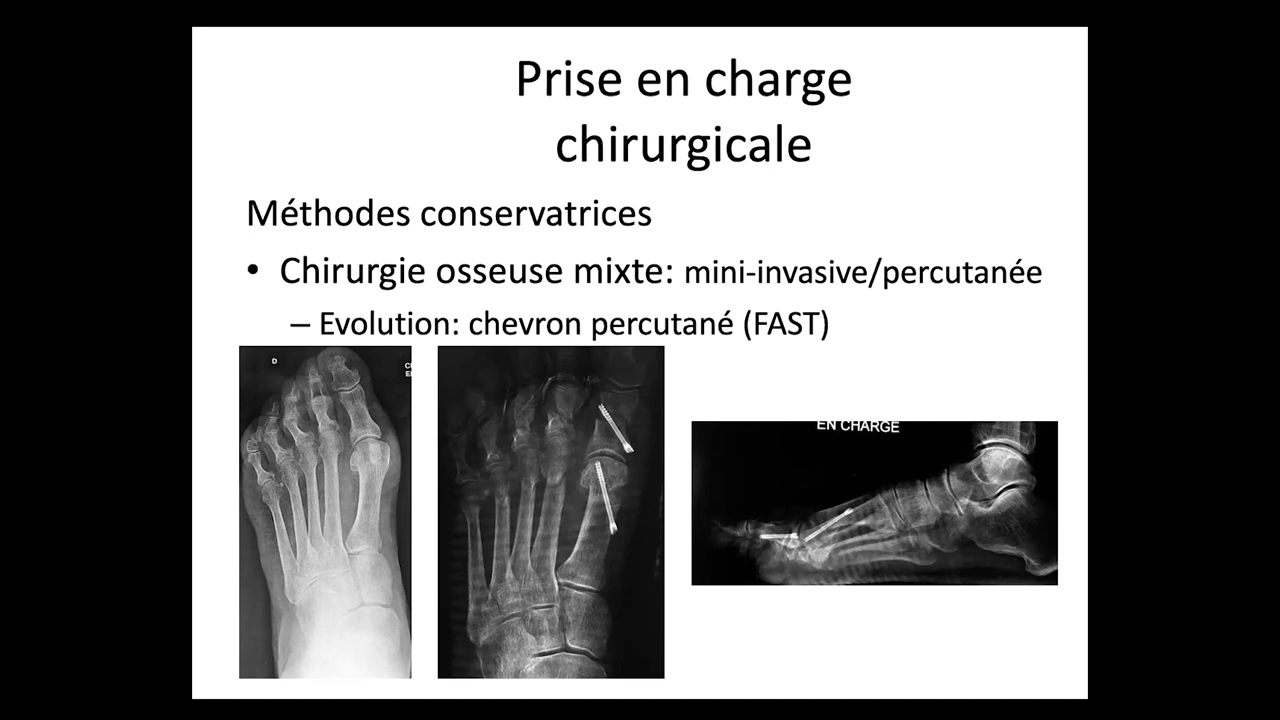 Prise en charge
chirurgicale
Méthodes conservatrices
• Chirurgie osseuse mixte: mini-invasive/percutanée
– Evolution: chevron percutané (FAST)
D
EN CHARGE